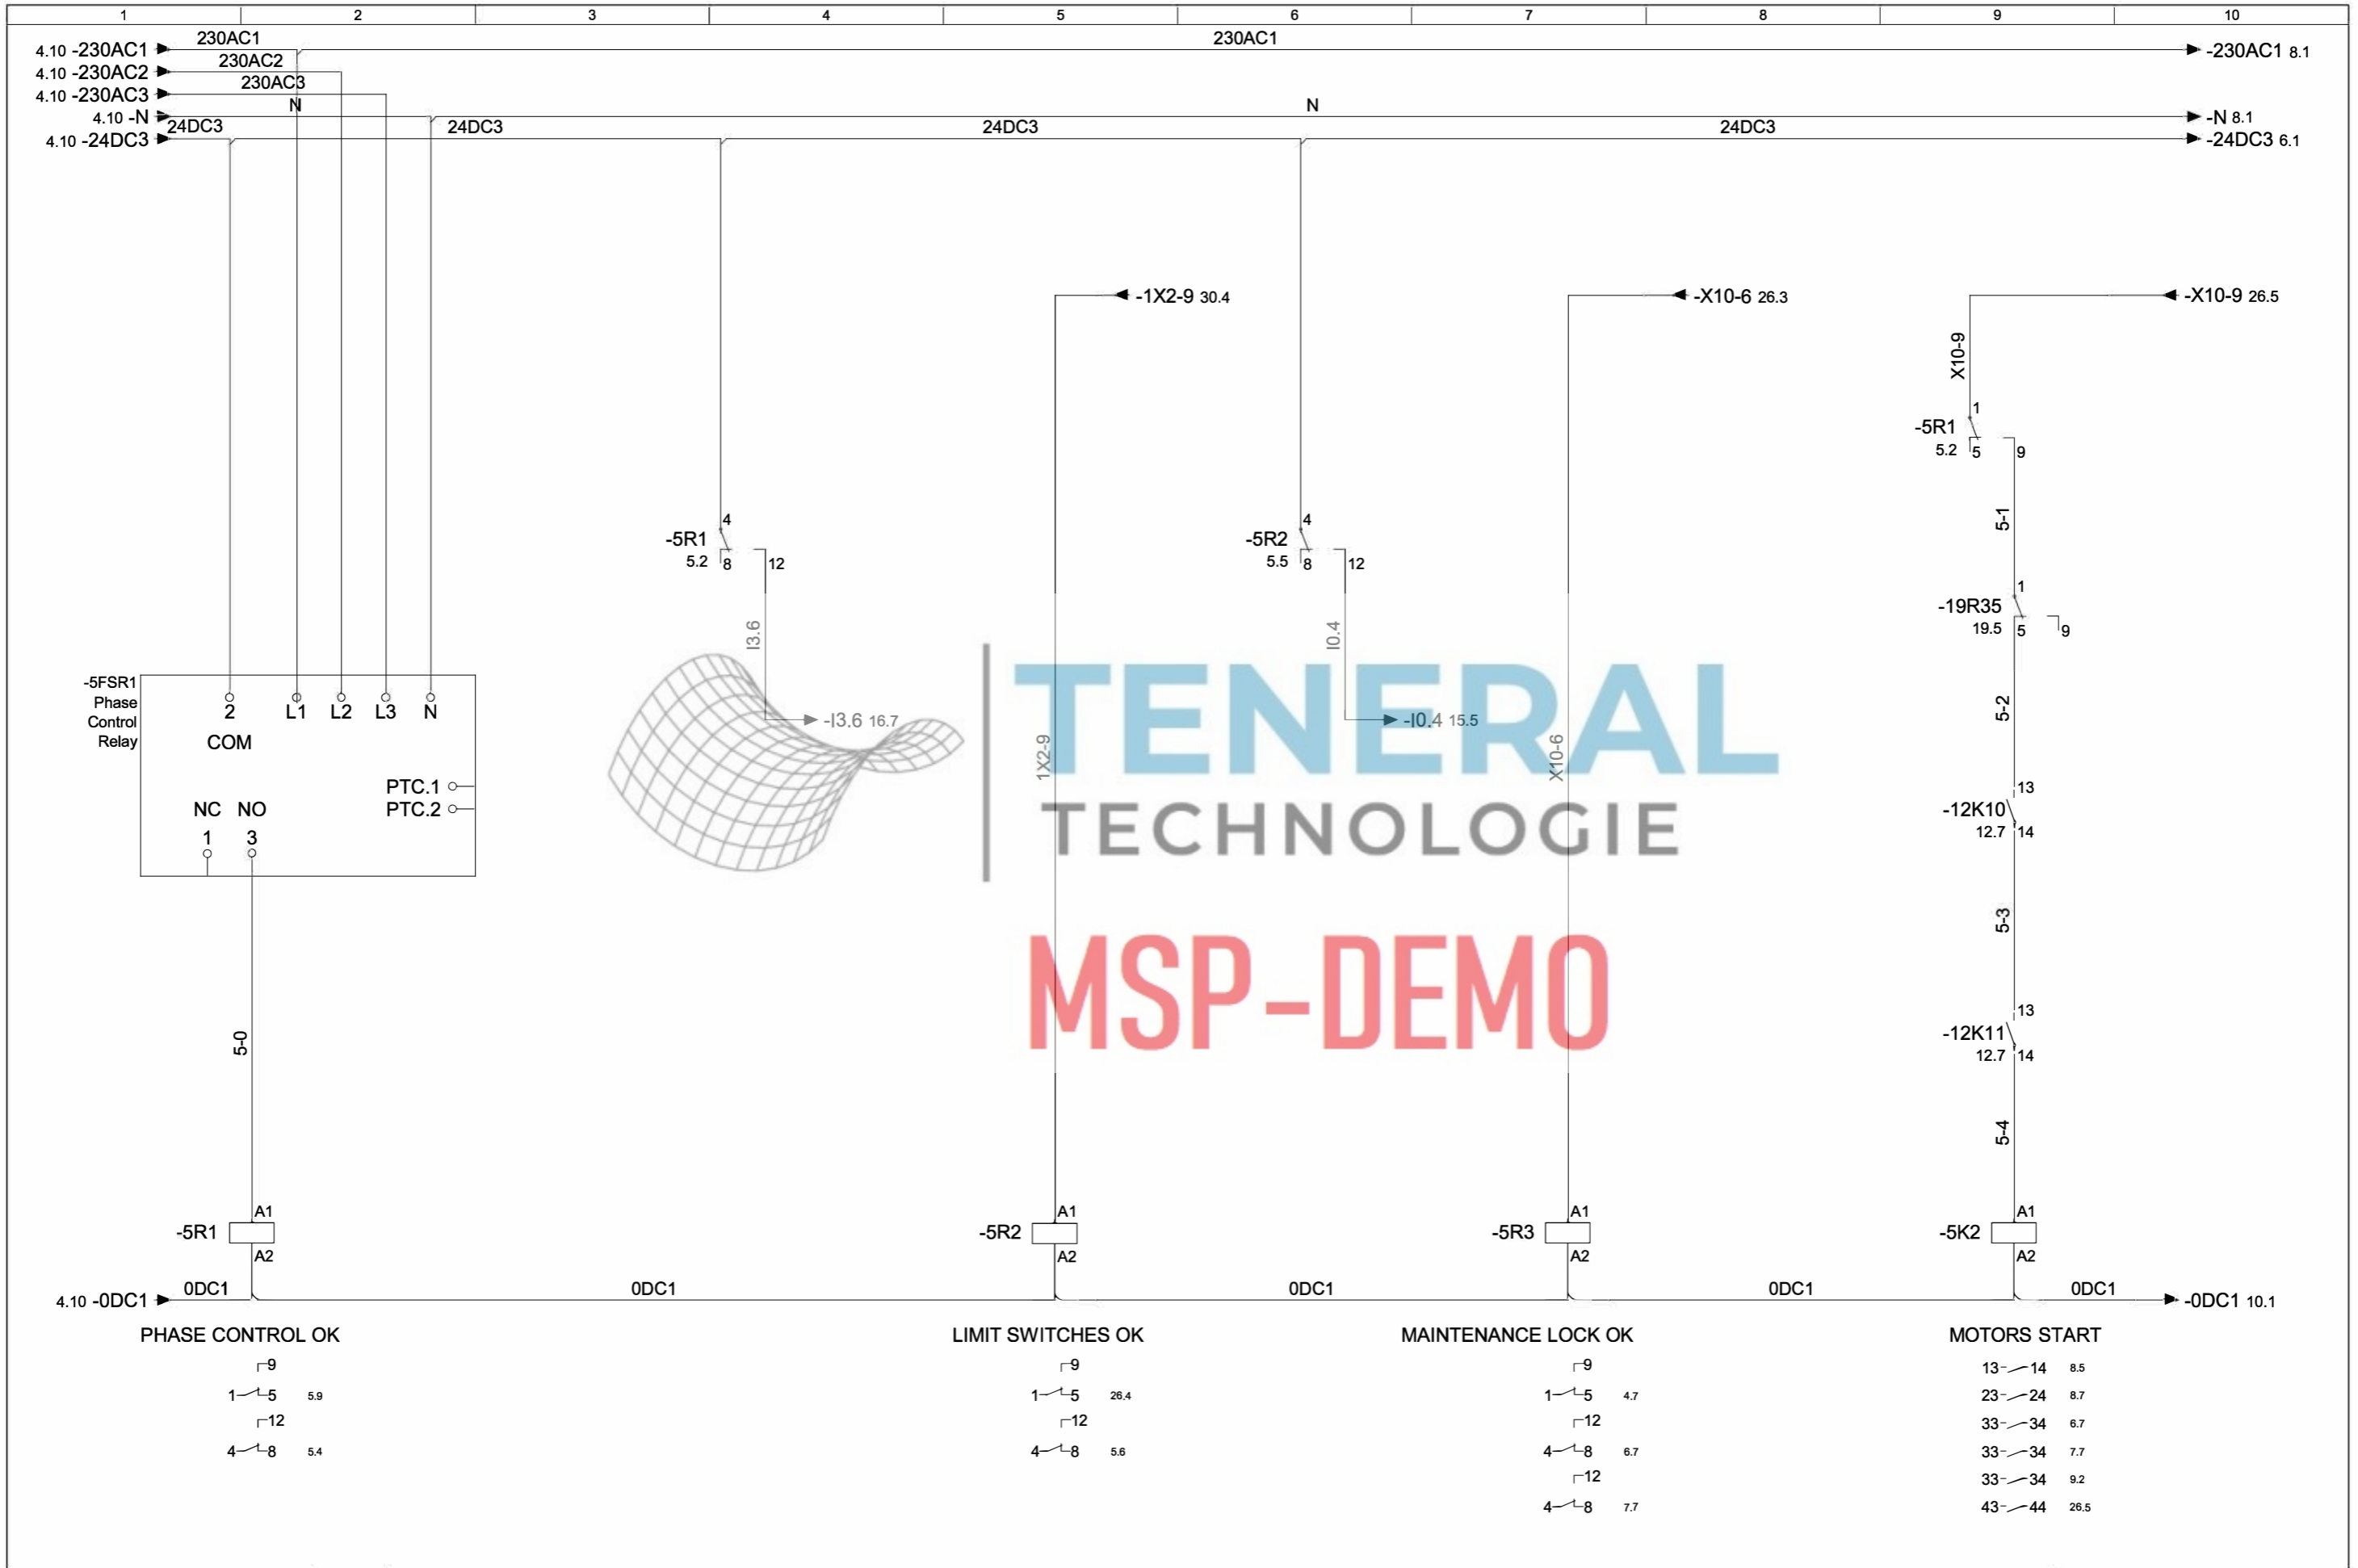 1 2 3 4 5 6 7 8 9 10
230AC1 230AC1
4.10 -230AC1 -230AC1 8.1
230AC2
4.10 -230AC2
230AC3
4.10 -230AC3
N N
4.10 -N -N 8.1
24DC3 24DC3 24DC3 24DC3
4.10 -24DC3 -24DC3 6.1
-1X2-9 30.4
-X10-6 26.3
-X10-9 26.5
X10-9
1
-5R1
5.2 5 9
5-1
4
-5R1
5.2 8 12
I3.6
-I3.6 16.7
4
-5R2
5.5 8 12
I0.4
-I0.4 15.5
1
-19R35
19.5 5 9
5-2
-5FSR1
Phase
Control
Relay
2 L1 L2 L3 N
COM
PTC.1
PTC.2
NC NO
1 3
1X2-9
X10-6
TENERAL
TECHNOLOGIE
MSP-DEMO
13
-12K10
12.7 14
5-3
13
-12K11
12.7 14
5-4
5-0
A1 A1 A1 A1
-5R1 -5R2 -5R3 -5K2
A2 A2 A2 A2
0DC1 0DC1 0DC1 0DC1 0DC1
4.10 -0DC1 -0DC1 10.1
PHASE CONTROL OK
9
1 5 5.9
12
4 8 5.4
LIMIT SWITCHES OK
9
1 5 26.4
12
4 8 5.6
MAINTENANCE LOCK OK
9
1 5 4.7
12
4 8 6.7
12
4 8 7.7
MOTORS START
13 14 8.5
23 24 8.7
33 34 6.7
33 34 7.7
33 34 9.2
43 44 26.5